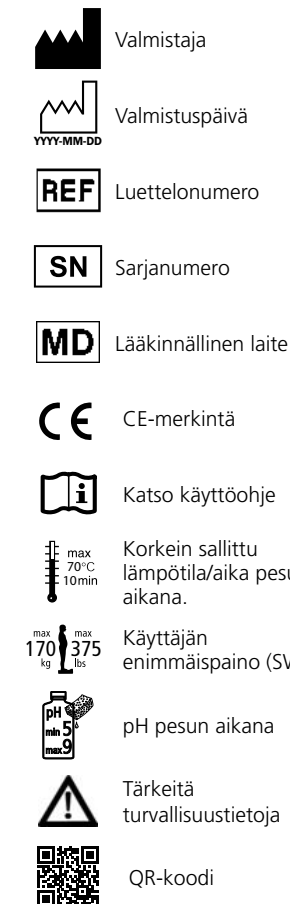 Valmistaja
YYYY-MM-DD
Valmistuspäivä
REF
Luettelonumero
SN
Sarjanumero
MD
Lääkinnällinen laite
CE
CE-merkintä
i
Katso käyttöohje
max
70°C
10min
Korkein sallittu
lämpötila/aika
aikana.
max max
170 375
kg lbs
Käyttäjän
enimmäispaino
pH
min 5
max 9
pH pesun aikana
Tärkeitä
turvallisuustietoja
QR-koodi